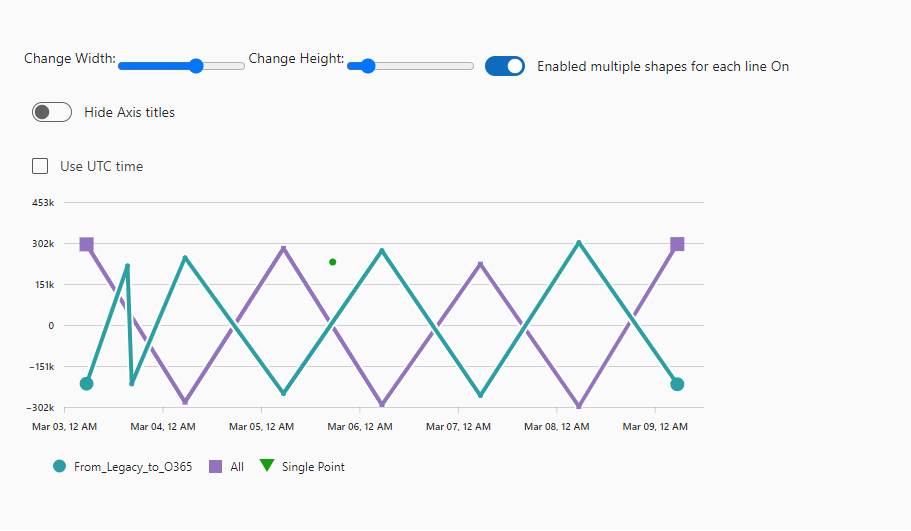 Change Width: Change Height: Enabled multiple shapes for each line On
Hide Axis titles
Use UTC time
453k
302k
151k
0
−151k
−302k
Mar 03, 12 AM Mar 04, 12 AM Mar 05, 12 AM Mar 06, 12 AM Mar 07, 12 AM Mar 08, 12 AM Mar 09, 12 AM
From_Legacy_to_O365 All Single Point